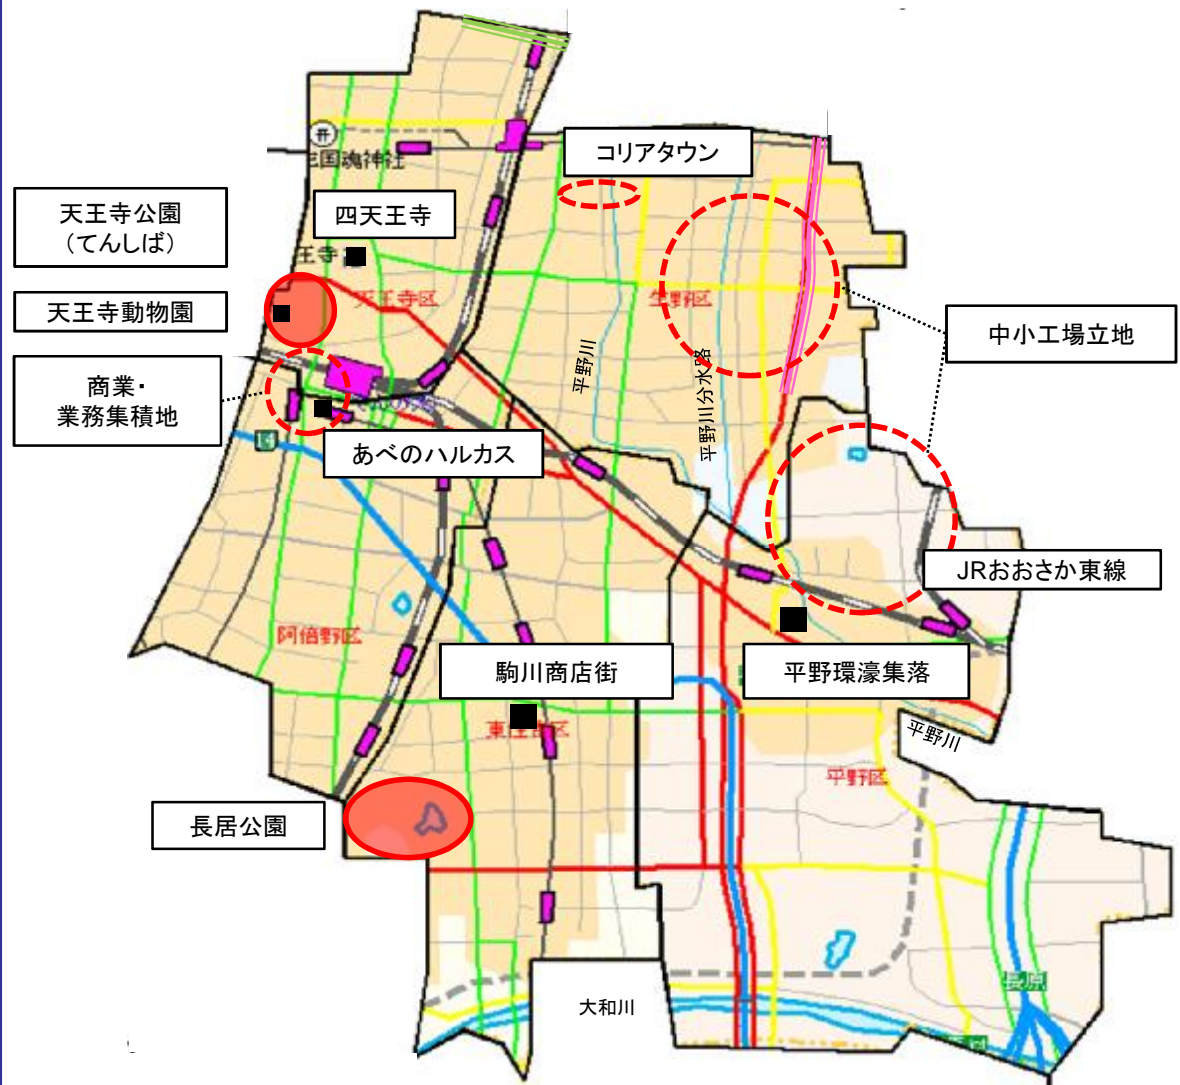 コリアタウン
生国魂神社
天王寺公園
（てんしば）
四天王寺
天王寺区
生野区
天王寺動物園
中小工場立地
平野川
平野川分水路
商業・
業務集積地
あべのハルカス
JRおおさか東線
阿倍野区
駒川商店街
平野環濠集落
東住吉区
平野川
平野区
長居公園
長原
大和川